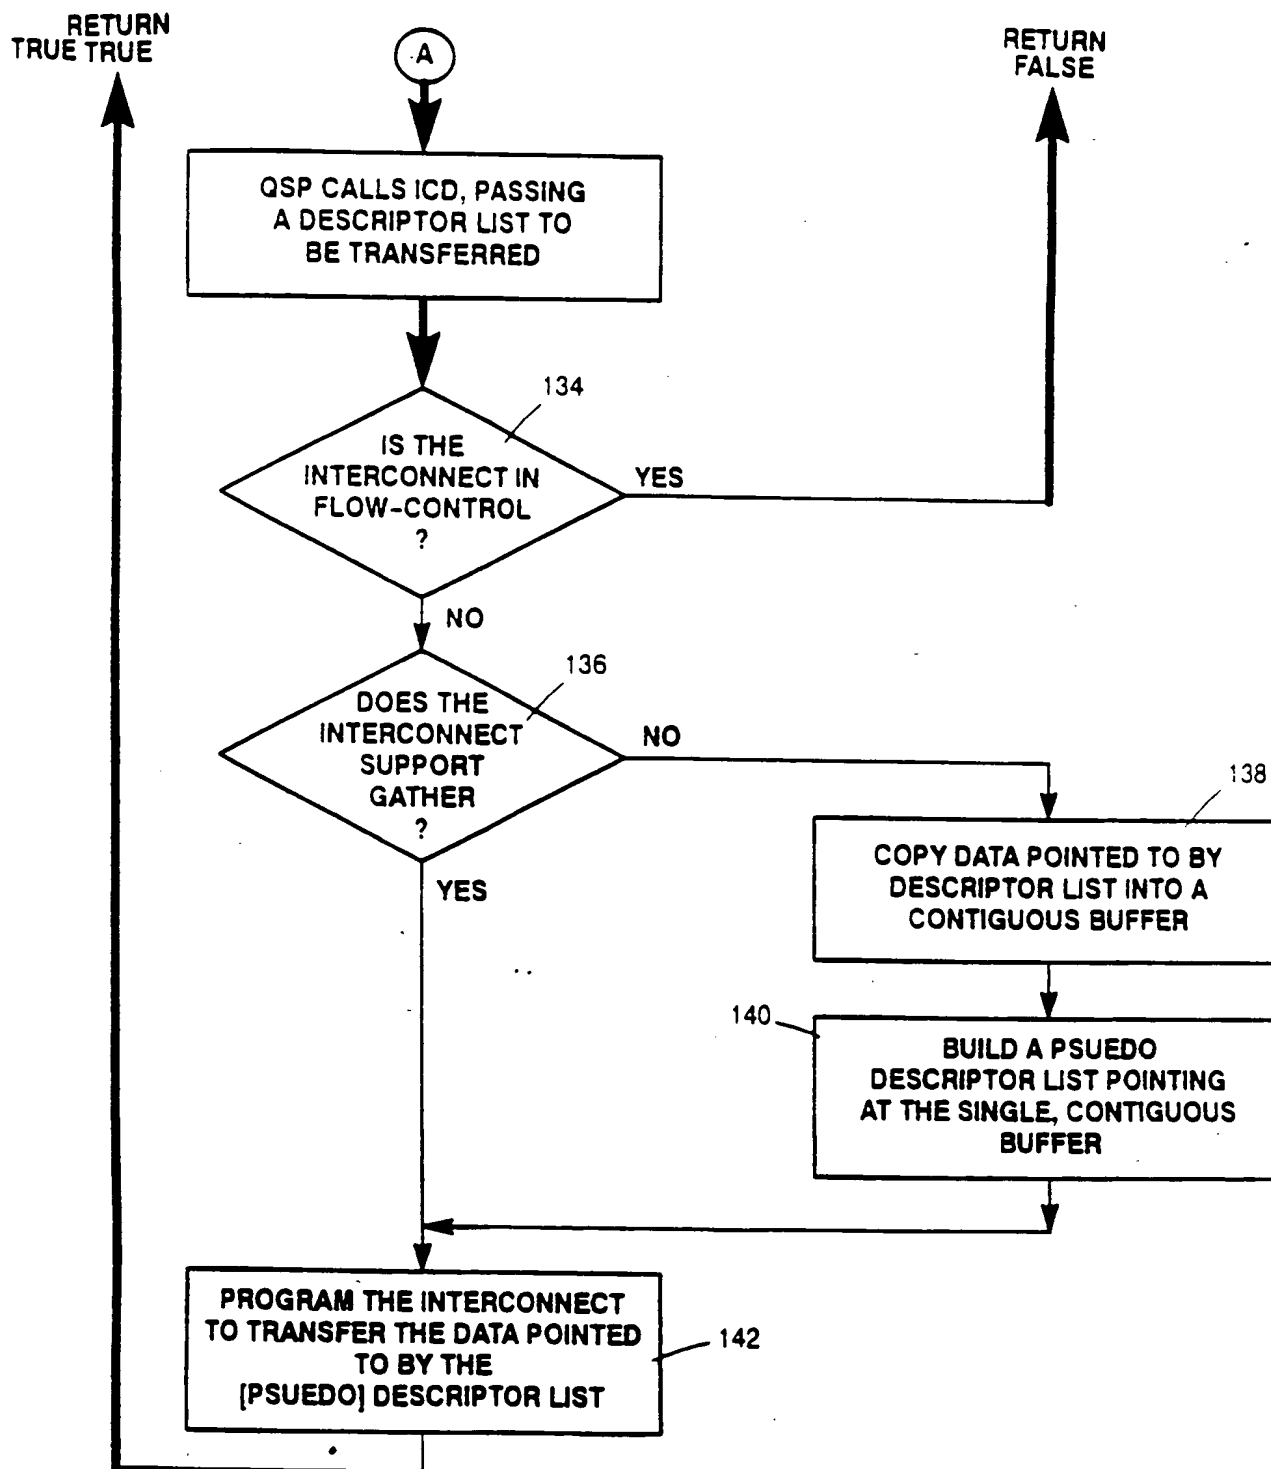 RETURN
TRUE TRUE
A
RETURN
FALSE
QSP CALLS ICD, PASSING
A DESCRIPTOR LIST TO
BE TRANSFERRED
134
IS THE
INTERCONNECT IN
FLOW-CONTROL
?
YES
NO
136
DOES THE
INTERCONNECT
SUPPORT
GATHER
?
NO
YES
138
COPY DATA POINTED TO BY
DESCRIPTOR LIST INTO A
CONTIGUOUS BUFFER
140
BUILD A PSUEDO
DESCRIPTOR LIST POINTING
AT THE SINGLE, CONTIGUOUS
BUFFER
PROGRAM THE INTERCONNECT
TO TRANSFER THE DATA POINTED
TO BY THE
[PSUEDO] DESCRIPTOR LIST
142